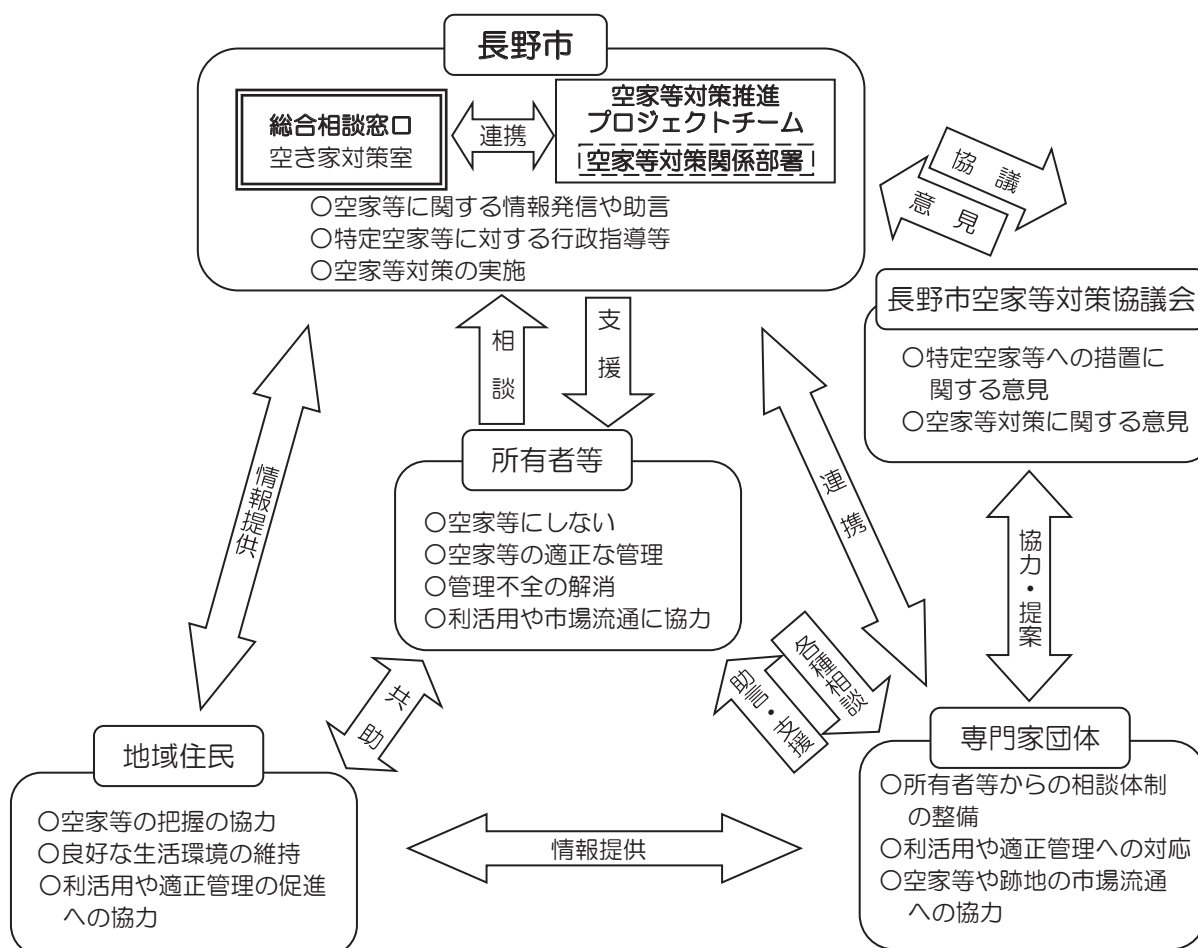 長野市
総合相談窓口
空き家対策室
連携
空家等対策推進
プロジェクトチーム
空家等対策関係部署
○空家等に関する情報発信や助言
○特定空家等に対する行政指導等
○空家等対策の実施
協議
意見
長野市空家等対策協議会
○特定空家等への措置に
関する意見
○空家等対策に関する意見
相談
支援
所有者等
○空家等にしない
○空家等の適正な管理
○管理不全の解消
○利活用や市場流通に協力
情報提供
連携
協力・提案
共助
各種相談
助言・支援
地域住民
○空家等の把握の協力
○良好な生活環境の維持
○利活用や適正管理の促進
への協力
情報提供
専門家団体
○所有者等からの相談体制
の整備
○利活用や適正管理への対応
○空家等や跡地の市場流通
への協力